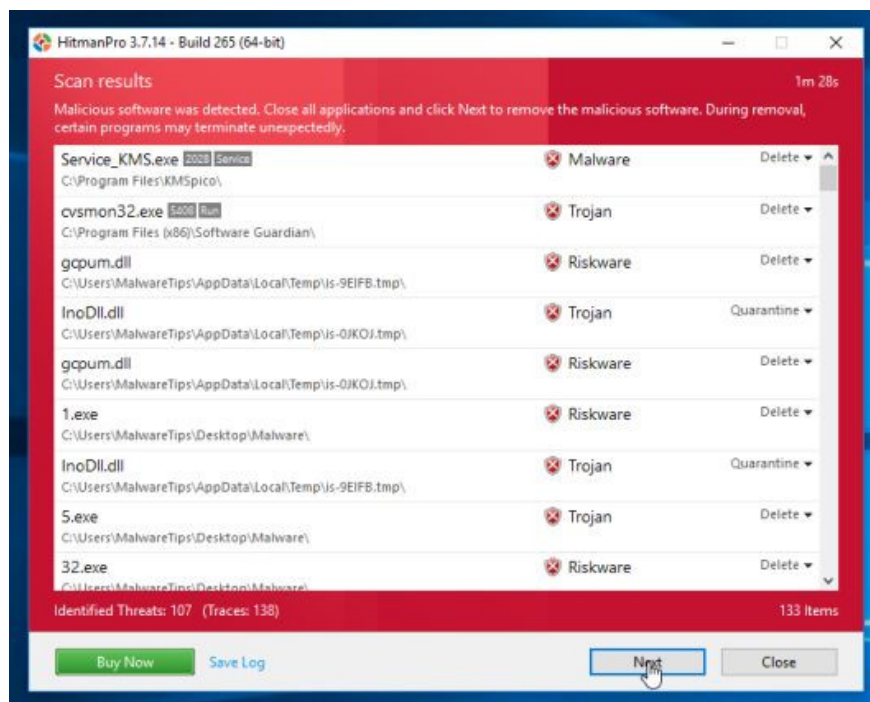 HitmanPro 3.7.14 - Build 265 (64-bit)
Scan results 1m 28s
Malicious software was detected. Close all applications and click Next to remove the malicious software. During removal,
certain programs may terminate unexpectedly.
Service_KMS.exe 2028 Service Malware Delete
C:\Program Files\KMSpico\
cvsmon32.exe 5408 Run Trojan Delete
C:\Program Files (x86)\Software Guardian\
gcpum.dll Riskware Delete
C:\Users\MalwareTips\AppData\Local\Temp\is-9EIFB.tmp\
InoDll.dll Trojan Quarantine
C:\Users\MalwareTips\AppData\Local\Temp\is-0JKOJ.tmp\
gcpum.dll Riskware Delete
C:\Users\MalwareTips\AppData\Local\Temp\is-0JKOJ.tmp\
1.exe Riskware Delete
C:\Users\MalwareTips\Desktop\Malware\
InoDll.dll Trojan Quarantine
C:\Users\MalwareTips\AppData\Local\Temp\is-9EIFB.tmp\
5.exe Trojan Delete
C:\Users\MalwareTips\Desktop\Malware\
32.exe Riskware Delete
C:\Users\MalwareTips\Desktop\Malware\
Identified Threats: 107 (Traces: 138) 133 Items
Buy Now Save Log Next Close